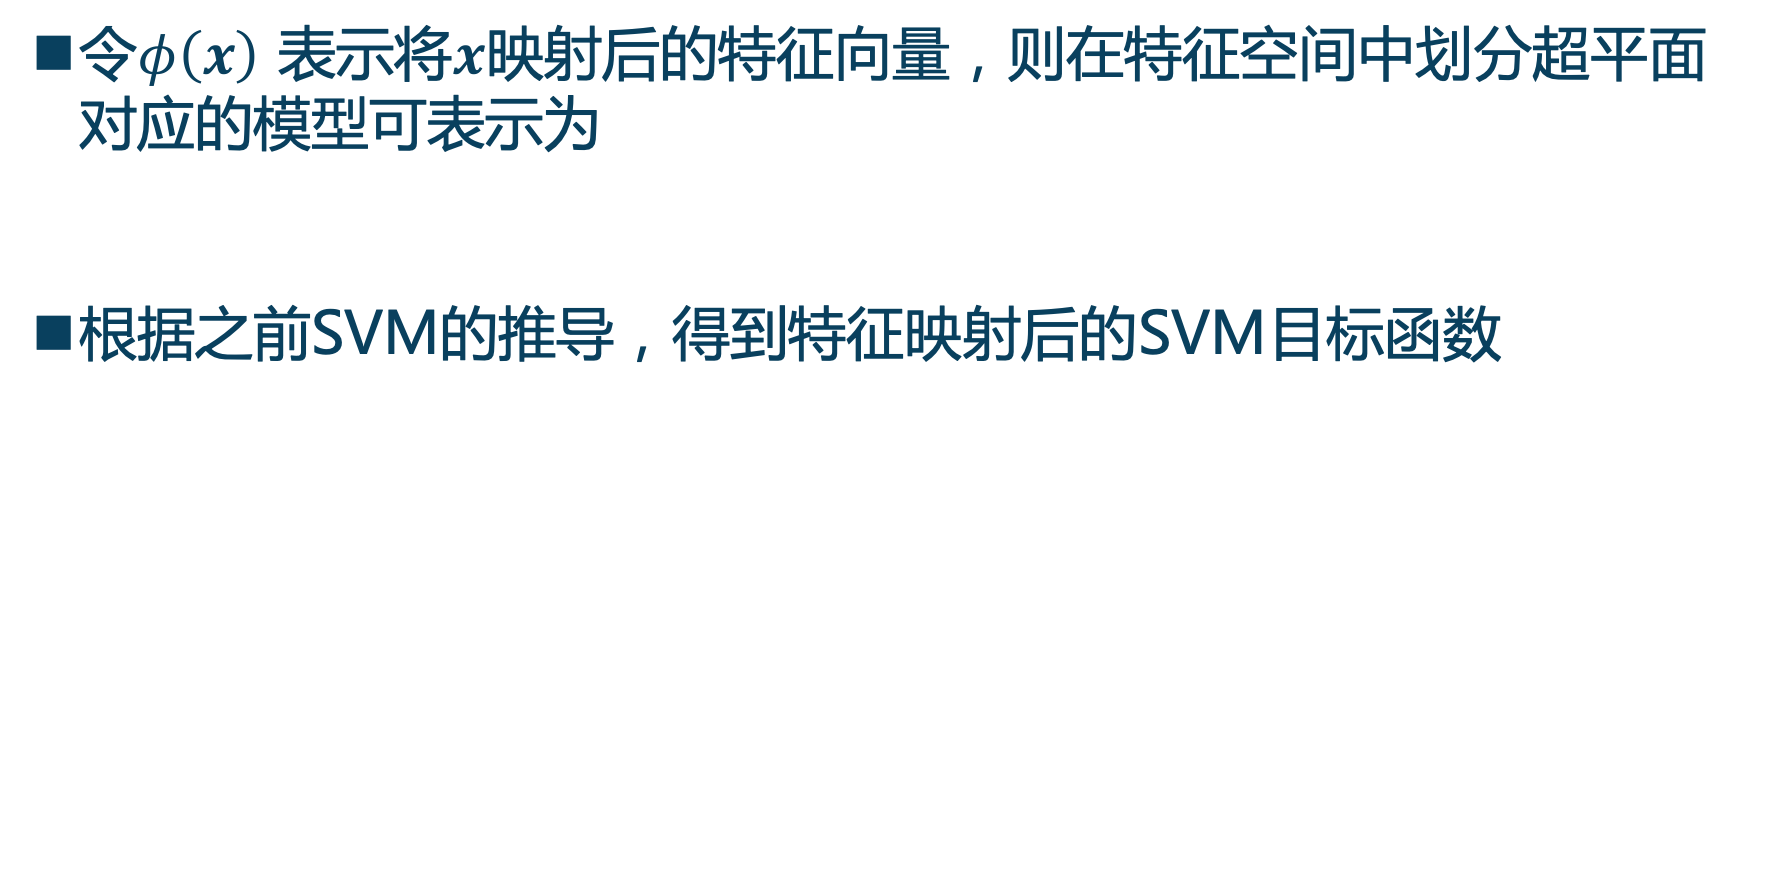 ■令ϕ(x) 表示将x映射后的特征向量，则在特征空间中划分超平面
对应的模型可表示为
■根据之前SVM的推导，得到特征映射后的SVM目标函数